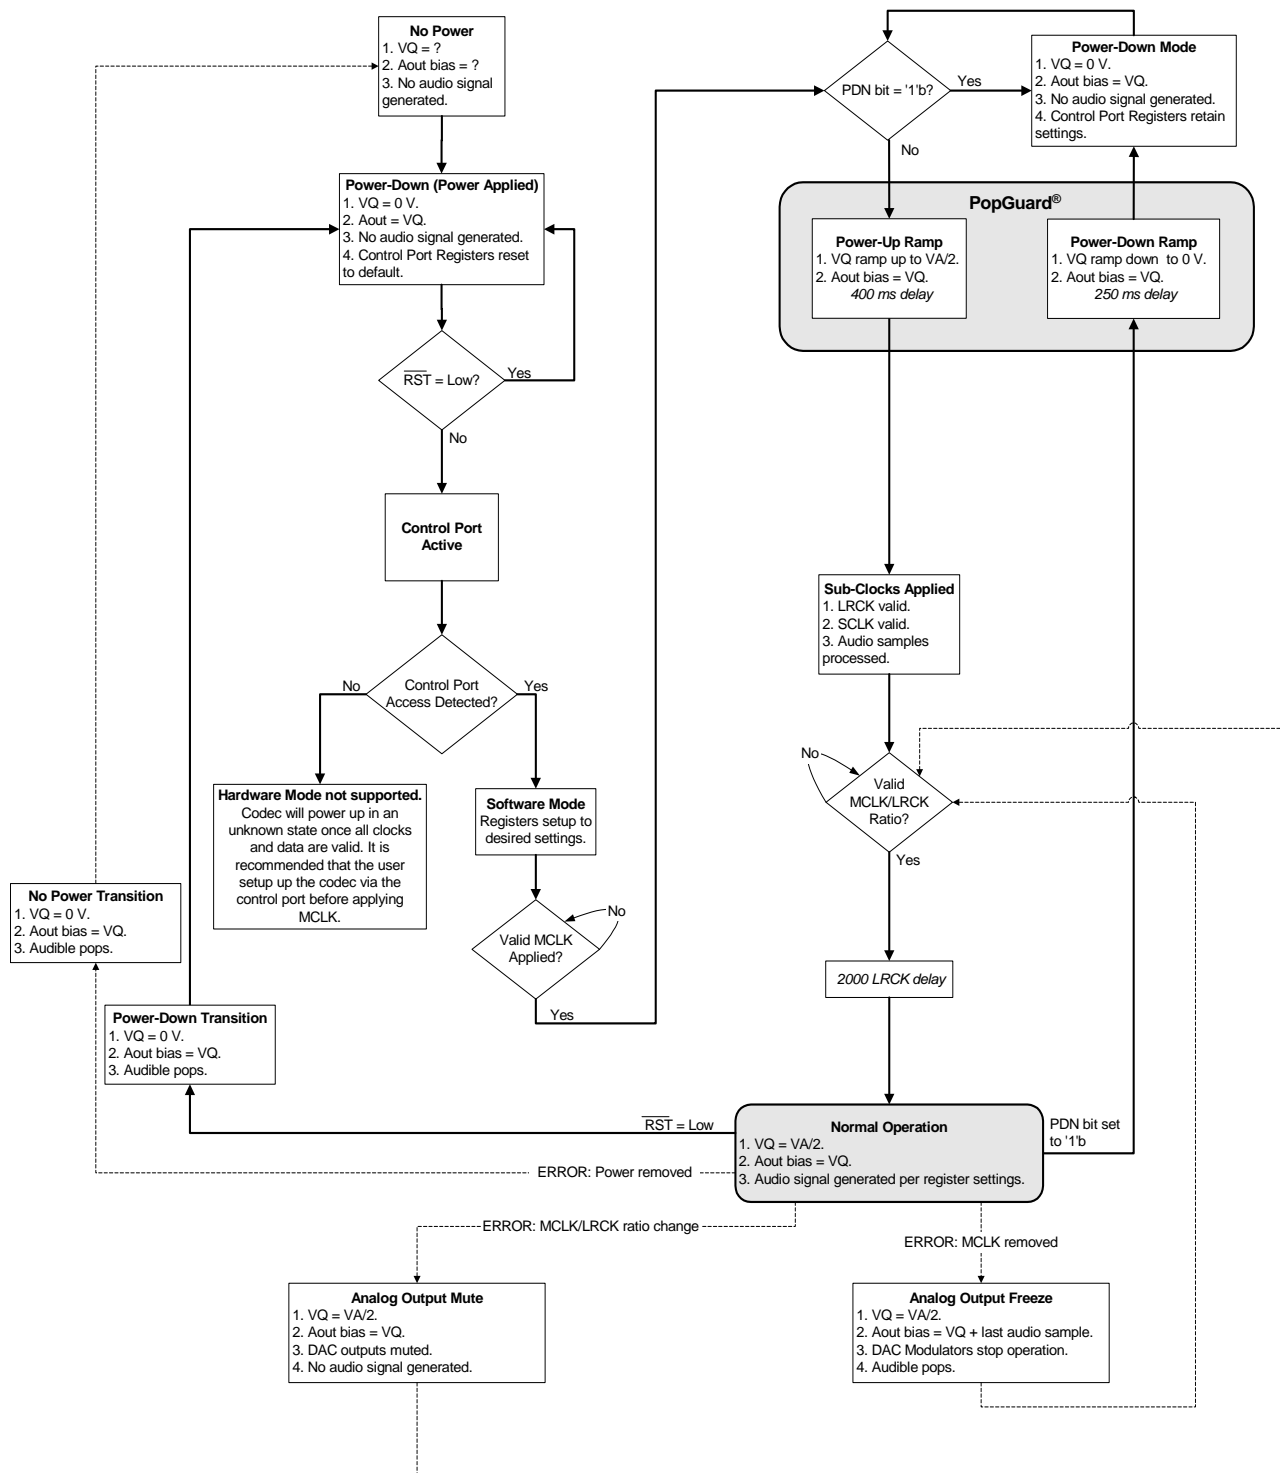 No Power
1. VQ = ?
2. Aout bias = ?
3. No audio signal
generated.
Power-Down (Power Applied)
1. VQ = 0 V.
2. Aout = VQ.
3. No audio signal generated.
4. Control Port Registers reset
to default.
RST = Low?
Yes
No
Control Port
Active
Control Port
Access Detected?
No
Yes
Hardware Mode not supported.
Codec will power up in an
unknown state once all clocks
and data are valid. It is
recommended that the user
setup up the codec via the
control port before applying
MCLK.
Software Mode
Registers setup to
desired settings.
Valid MCLK
Applied?
No
Yes
No Power Transition
1. VQ = 0 V.
2. Aout bias = VQ.
3. Audible pops.
Power-Down Transition
1. VQ = 0 V.
2. Aout bias = VQ.
3. Audible pops.
PDN bit = '1'b?
Yes
No
Power-Down Mode
1. VQ = 0 V.
2. Aout bias = VQ.
3. No audio signal generated.
4. Control Port Registers retain
settings.
PopGuard®
Power-Up Ramp
1. VQ ramp up to VA/2.
2. Aout bias = VQ.
400 ms delay
Power-Down Ramp
1. VQ ramp down to 0 V.
2. Aout bias = VQ.
250 ms delay
Sub-Clocks Applied
1. LRCK valid.
2. SCLK valid.
3. Audio samples
processed.
No
Valid
MCLK/LRCK
Ratio?
Yes
2000 LRCK delay
Normal Operation
1. VQ = VA/2.
2. Aout bias = VQ.
3. Audio signal generated per register settings.
RST = Low
PDN bit set
to '1'b
ERROR: Power removed
ERROR: MCLK/LRCK ratio change
ERROR: MCLK removed
Analog Output Mute
1. VQ = VA/2.
2. Aout bias = VQ.
3. DAC outputs muted.
4. No audio signal generated.
Analog Output Freeze
1. VQ = VA/2.
2. Aout bias = VQ + last audio sample.
3. DAC Modulators stop operation.
4. Audible pops.